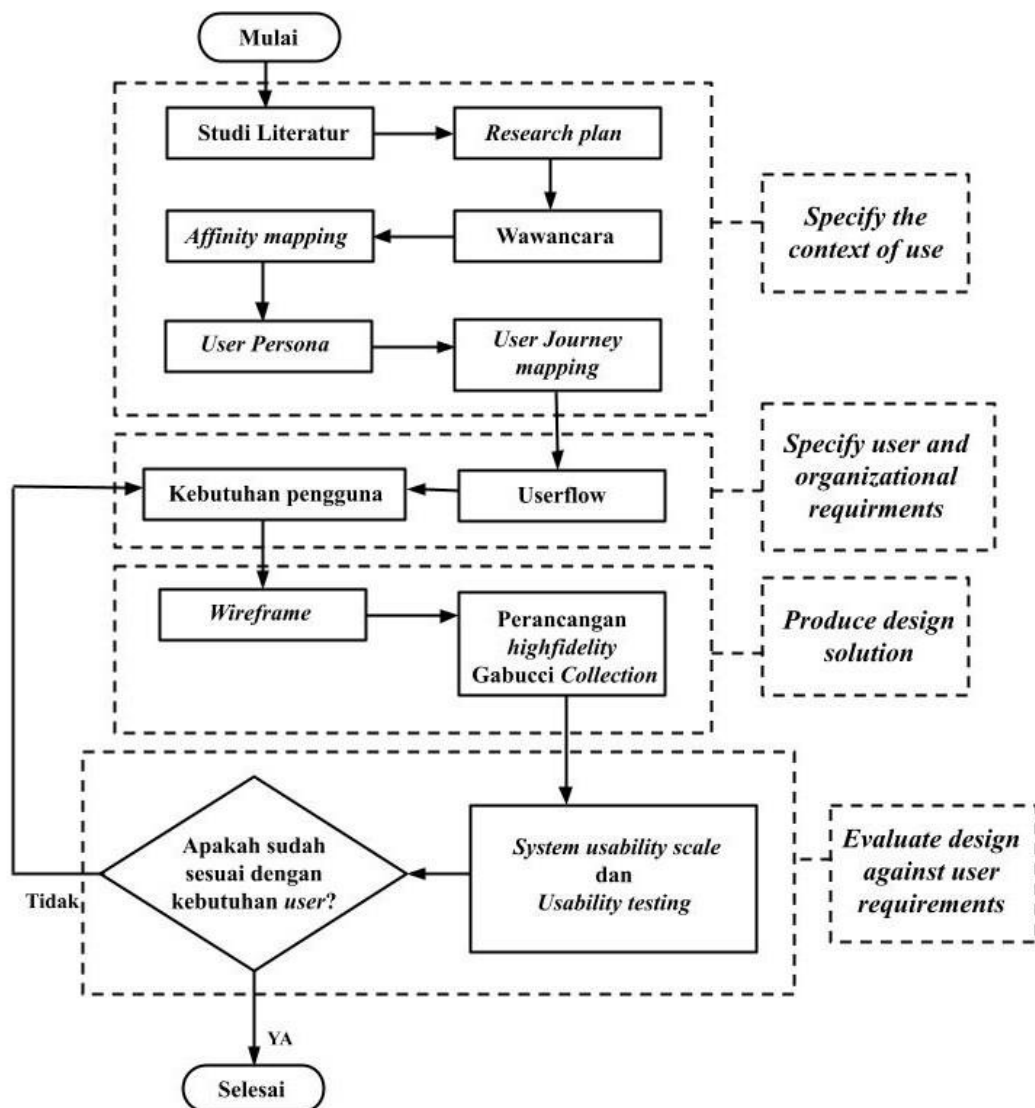 Mulai
Studi Literatur
Research plan
Affinity mapping
Wawancara
User Persona
User Journey
mapping
Specify the
context of use
Kebutuhan pengguna
Userflow
Specify user and
organizational
requirments
Wireframe
Perancangan
highfidelity
Gabucci Collection
Produce design
solution
Apakah sudah
sesuai dengan
kebutuhan user?
System usability scale
dan
Usability testing
Evaluate design
against user
requirements
Tidak
YA
Selesai